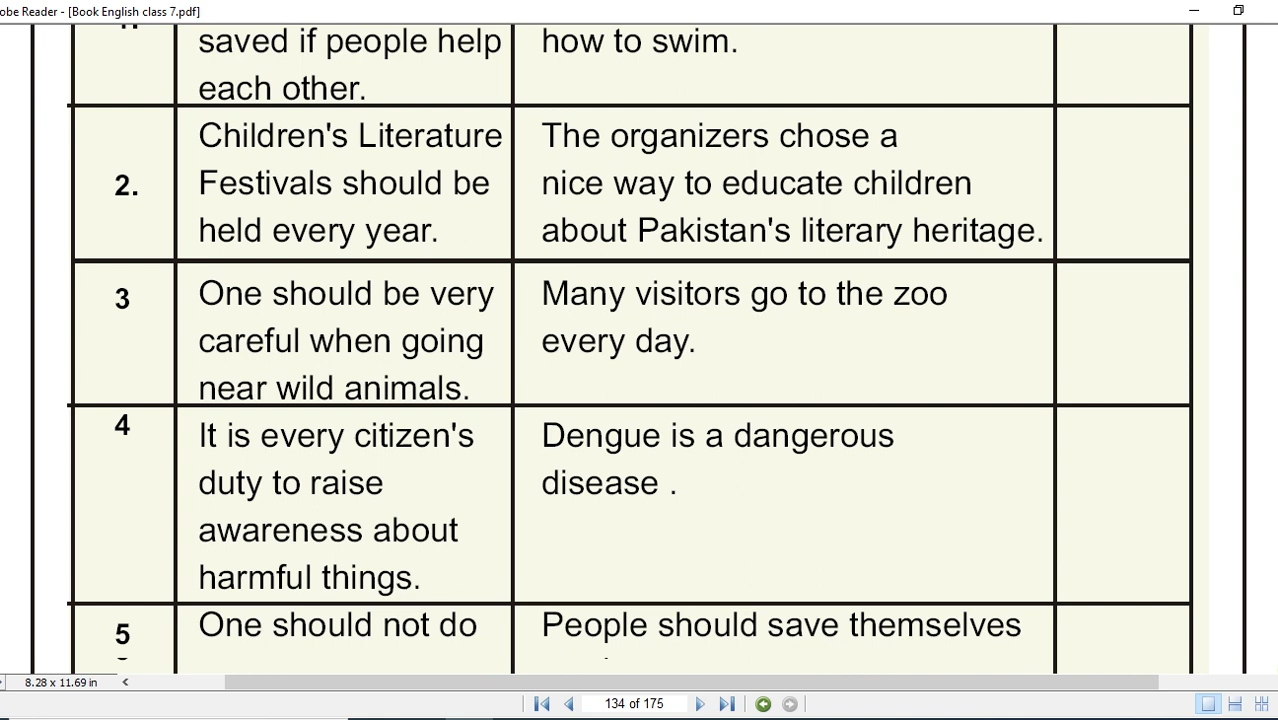 obe Reader - [Book English class 7.pdf]
saved if people help
each other.
how to swim.
2.
Children's Literature
Festivals should be
held every year.
The organizers chose a
nice way to educate children
about Pakistan's literary heritage.
3
One should be very
careful when going
near wild animals.
Many visitors go to the zoo
every day.
4
It is every citizen's
duty to raise
awareness about
harmful things.
Dengue is a dangerous
disease .
5
One should not do
People should save themselves
8.28 x 11.69 in
134 of 175